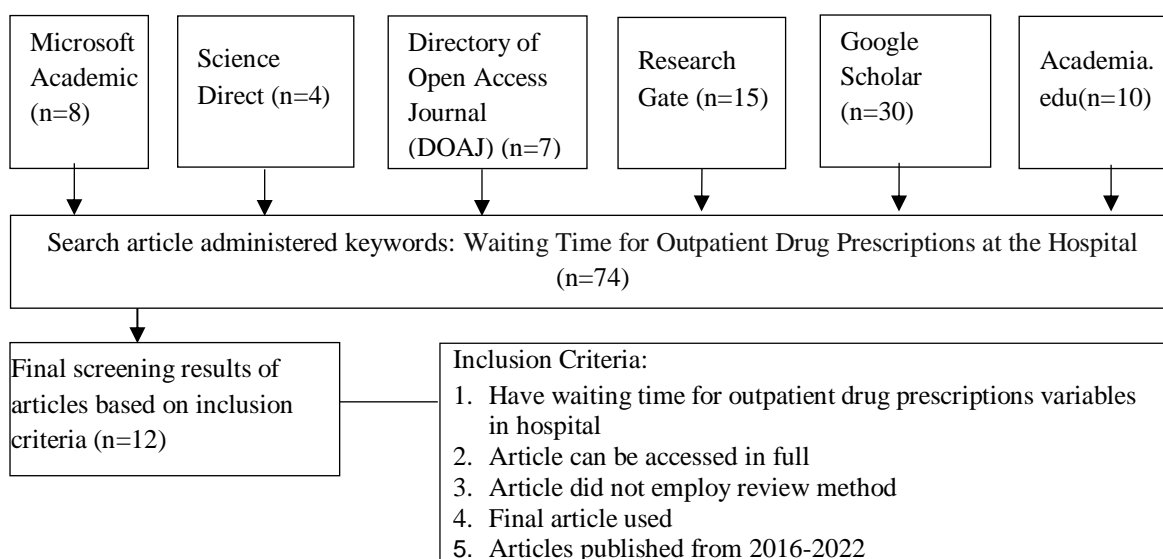 Microsoft
Academic
(n=8)
Science
Direct (n=4)
Directory of
Open Access
Journal
(DOAJ) (n=7)
Research
Gate (n=15)
Google
Scholar
(n=30)
Academia.
edu(n=10)
Search article administered keywords: Waiting Time for Outpatient Drug Prescriptions at the Hospital
(n=74)
Final screening results of
articles based on inclusion
criteria (n=12)
Inclusion Criteria:
1. Have waiting time for outpatient drug prescriptions variables
in hospital
2. Article can be accessed in full
3. Article did not employ review method
4. Final article used
5. Articles published from 2016-2022